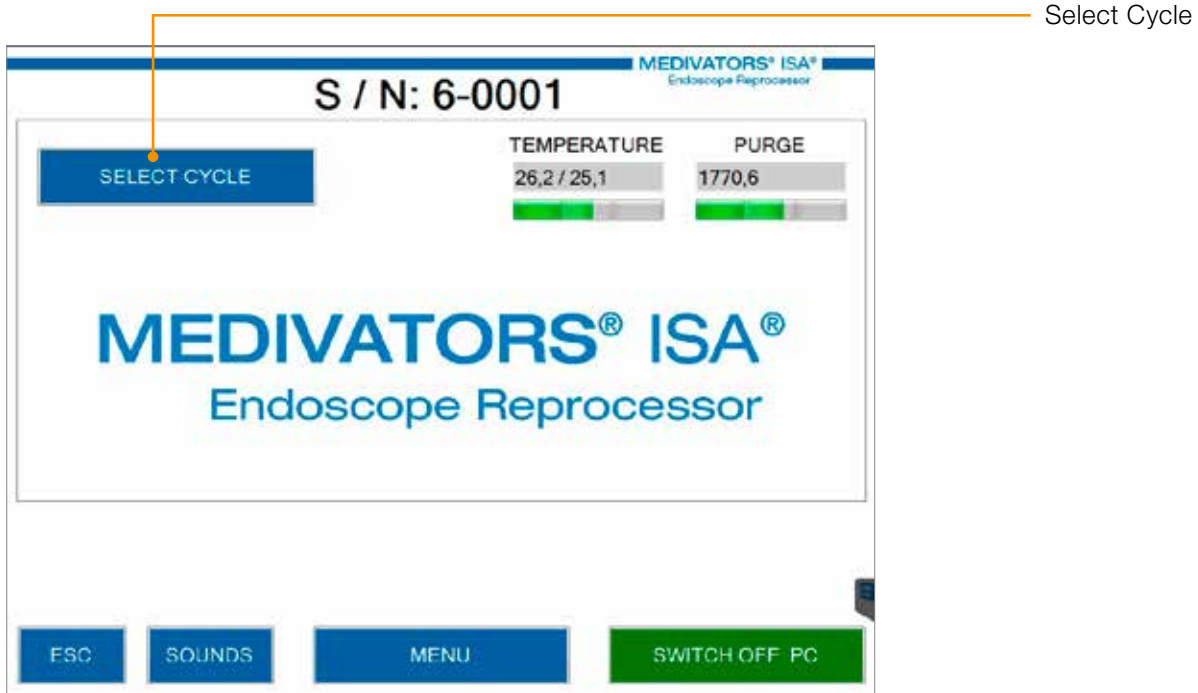 Select Cycle
MEDIVATORS® ISA®
Endoscope Reprocessor
S / N: 6-0001
SELECT CYCLE
TEMPERATURE
26,2 / 25,1
PURGE
1770,6
MEDIVATORS® ISA®
Endoscope Reprocessor
ESC
SOUNDS
MENU
SWITCH OFF PC